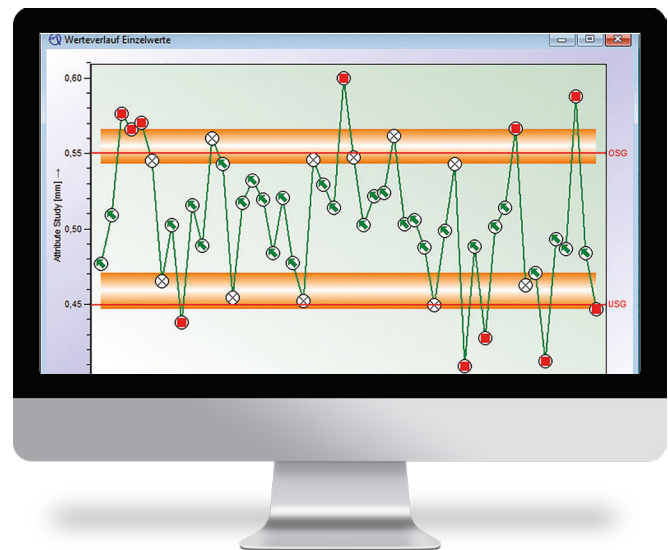 Werteverlauf Einzelwerte
0,60
0,55
0,50
0,45
Attribute Study [mm] →
OSG
USG